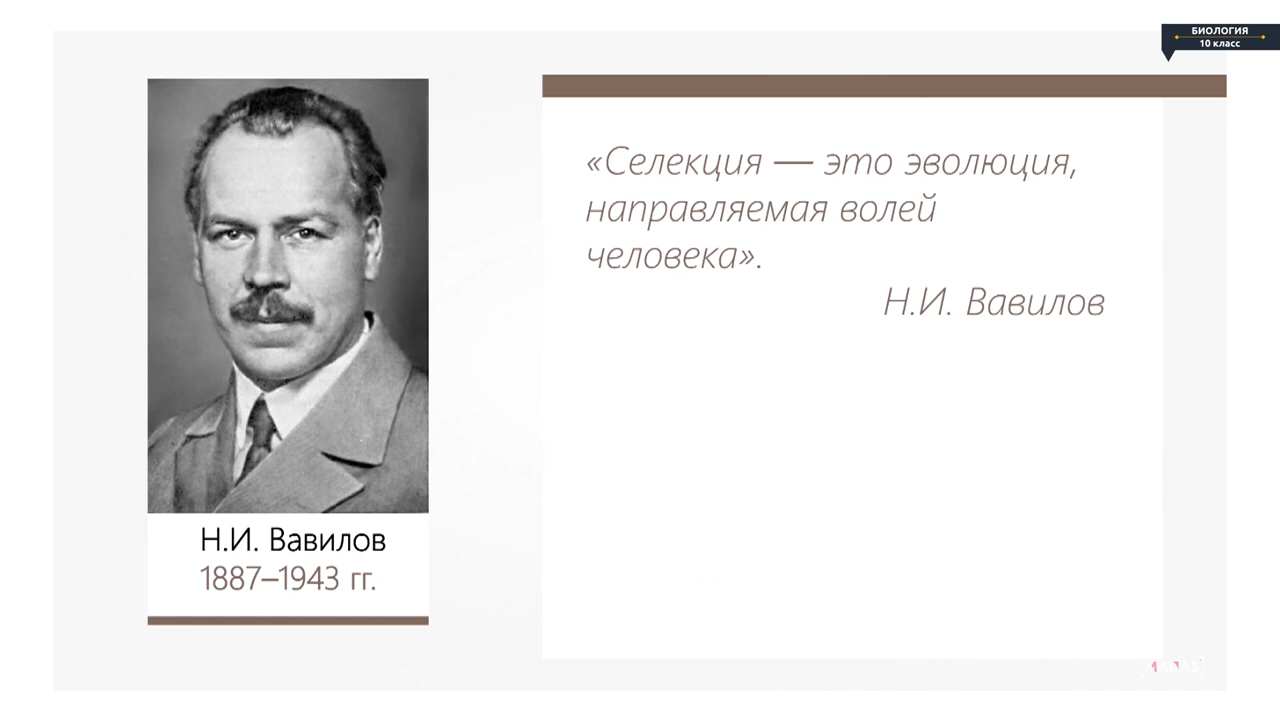 БИОЛОГИЯ
10 класс
«Селекция — это эволюция,
направляемая волей
человека».
Н.И. Вавилов
Н.И. Вавилов
1887–1943 гг.